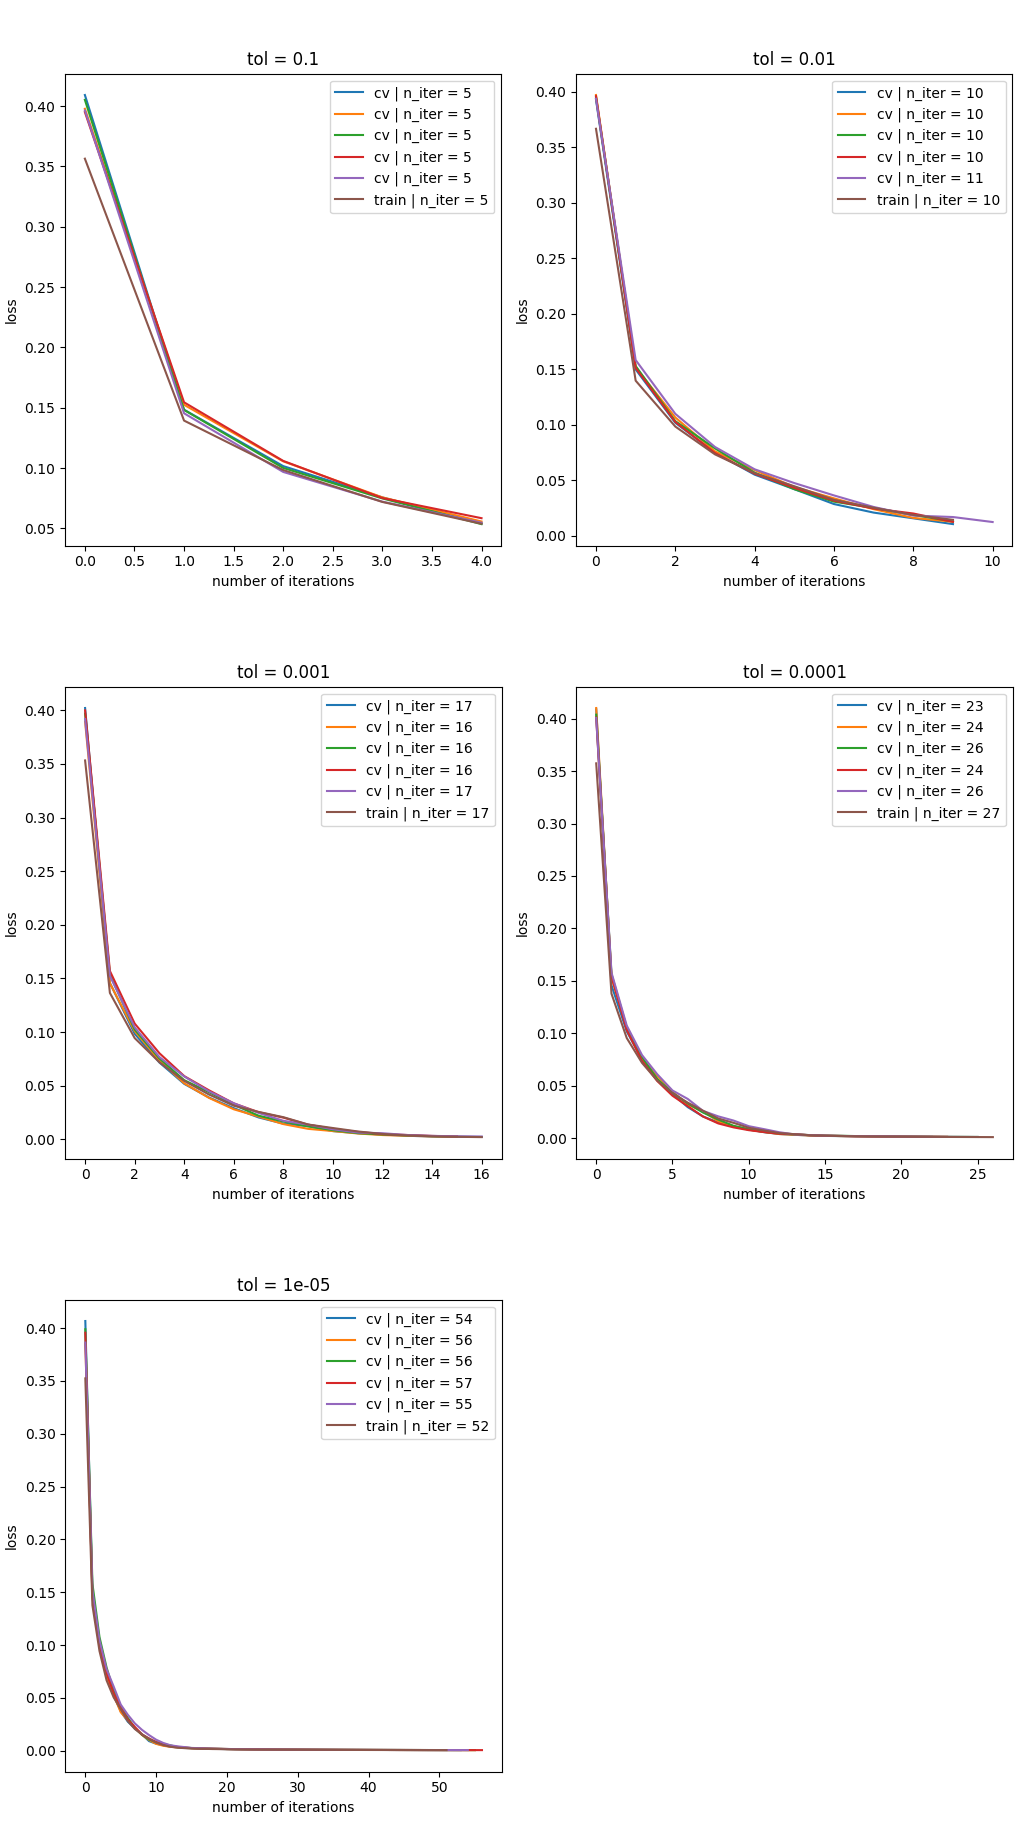 tol = 0.1
cv | n_iter = 5
cv | n_iter = 5
cv | n_iter = 5
cv | n_iter = 5
cv | n_iter = 5
train | n_iter = 5
loss
0.40
0.35
0.30
0.25
0.20
0.15
0.10
0.05
0.0 0.5 1.0 1.5 2.0 2.5 3.0 3.5 4.0
number of iterations
tol = 0.01
cv | n_iter = 10
cv | n_iter = 10
cv | n_iter = 10
cv | n_iter = 10
cv | n_iter = 11
train | n_iter = 10
loss
0.40
0.35
0.30
0.25
0.20
0.15
0.10
0.05
0.00
0 2 4 6 8 10
number of iterations
tol = 0.001
cv | n_iter = 17
cv | n_iter = 16
cv | n_iter = 16
cv | n_iter = 16
cv | n_iter = 17
train | n_iter = 17
loss
0.40
0.35
0.30
0.25
0.20
0.15
0.10
0.05
0.00
0 2 4 6 8 10 12 14 16
number of iterations
tol = 0.0001
cv | n_iter = 23
cv | n_iter = 24
cv | n_iter = 26
cv | n_iter = 24
cv | n_iter = 26
train | n_iter = 27
loss
0.40
0.35
0.30
0.25
0.20
0.15
0.10
0.05
0.00
0 5 10 15 20 25
number of iterations
tol = 1e-05
cv | n_iter = 54
cv | n_iter = 56
cv | n_iter = 56
cv | n_iter = 57
cv | n_iter = 55
train | n_iter = 52
loss
0.40
0.35
0.30
0.25
0.20
0.15
0.10
0.05
0.00
0 10 20 30 40 50
number of iterations